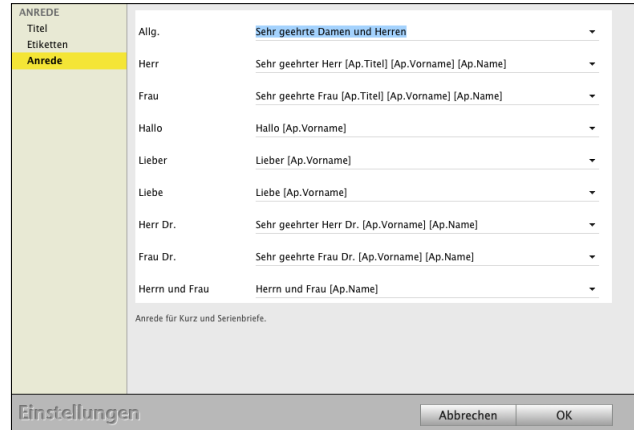 ANREDE
Titel
Etiketten
Anrede
Allg. Sehr geehrte Damen und Herren
Herr Sehr geehrter Herr [Ap.Titel] [Ap.Vorname] [Ap.Name]
Frau Sehr geehrte Frau [Ap.Titel] [Ap.Vorname] [Ap.Name]
Hallo Hallo [Ap.Vorname]
Lieber Lieber [Ap.Vorname]
Liebe Liebe [Ap.Vorname]
Herr Dr. Sehr geehrter Herr Dr. [Ap.Vorname] [Ap.Name]
Frau Dr. Sehr geehrte Frau Dr. [Ap.Vorname] [Ap.Name]
Herrn und Frau Herrn und Frau [Ap.Name]
Anrede für Kurz und Serienbriefe.
Einstellungen Abbrechen OK